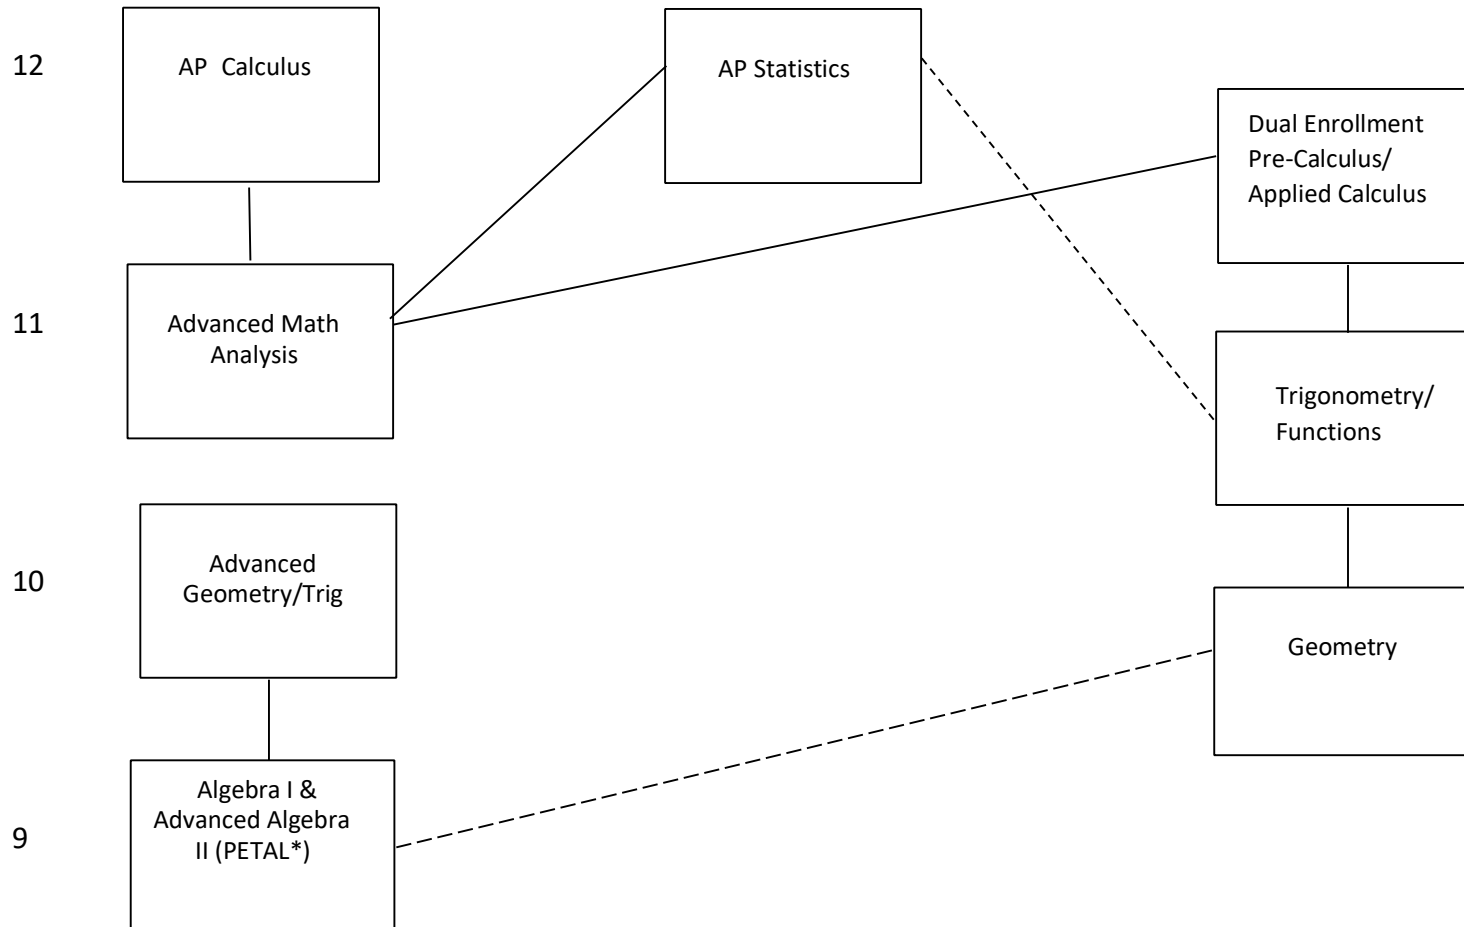 12
AP Calculus
AP Statistics
Dual Enrollment
Pre-Calculus/
Applied Calculus
11
Advanced Math
Analysis
Trigonometry/
Functions
10
Advanced
Geometry/Trig
Geometry
9
Algebra I &
Advanced Algebra
II (PETAL*)